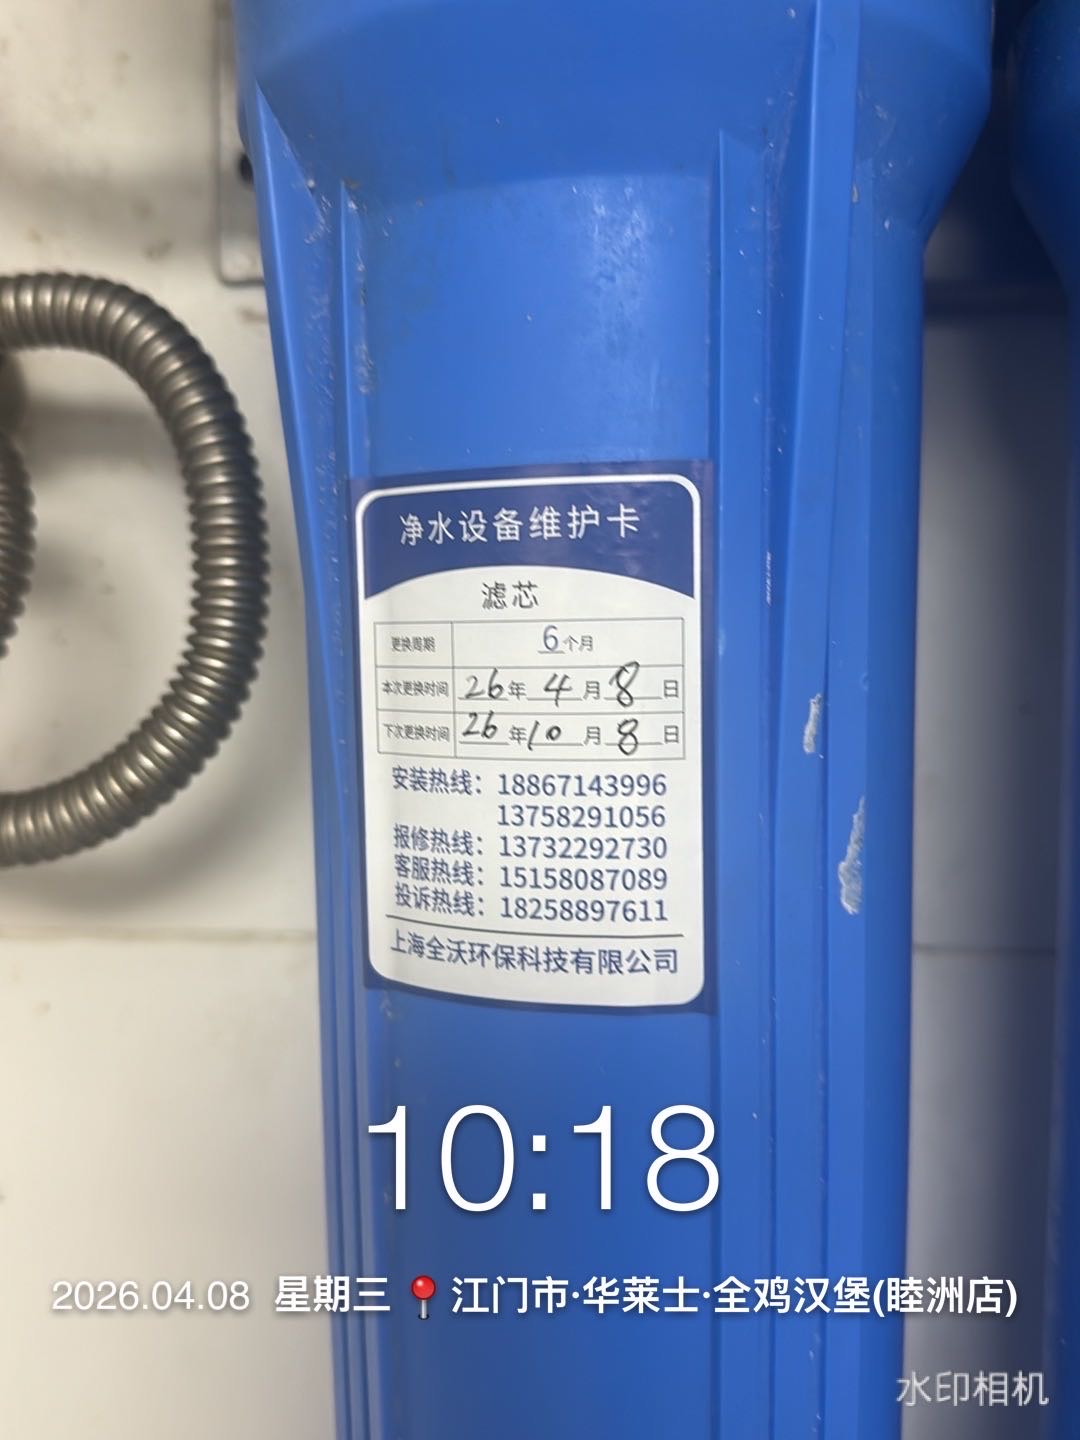 净水设备维护卡
滤芯
更换周期 6个月
本次更换时间 26年4月8日
下次更换时间 26年10月8日
安装热线：18867143996
13758291056
报修热线：13732292730
客服热线：15158087089
投诉热线：18258897611
上海全沃环保科技有限公司
10:18
2026.04.08 星期三 📍江门市·华莱士·全鸡汉堡(睦洲店)
水印相机